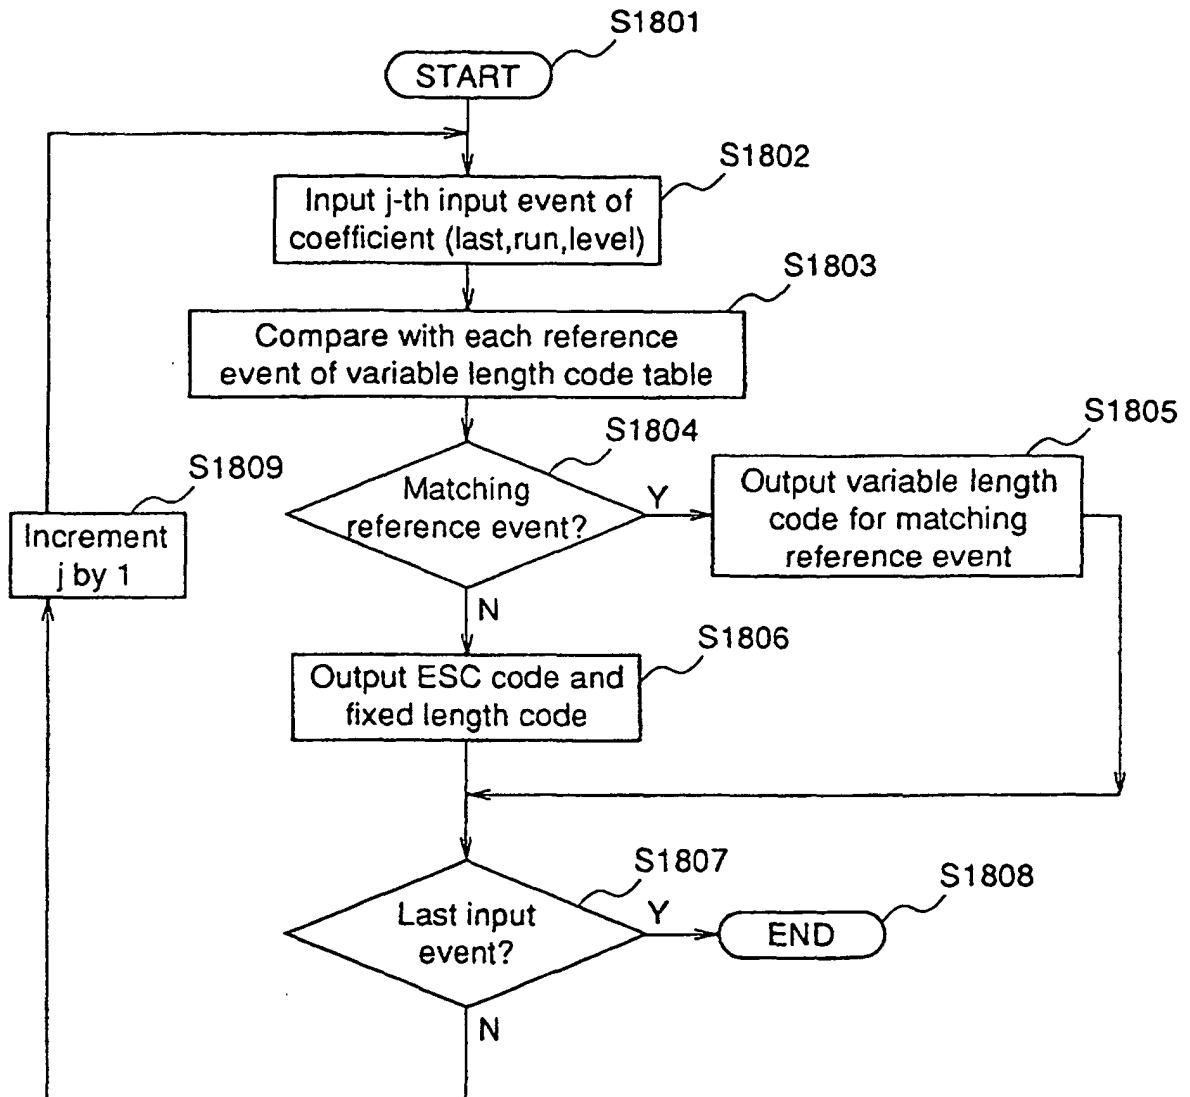 S1801
START
S1802
Input j-th input event of
coefficient (last,run,level)
S1803
Compare with each reference
event of variable length code table
S1804
Matching
reference event?
Y
N
S1805
Output variable length
code for matching
reference event
S1809
Increment
j by 1
S1806
Output ESC code and
fixed length code
S1807
Last input
event?
Y
N
S1808
END